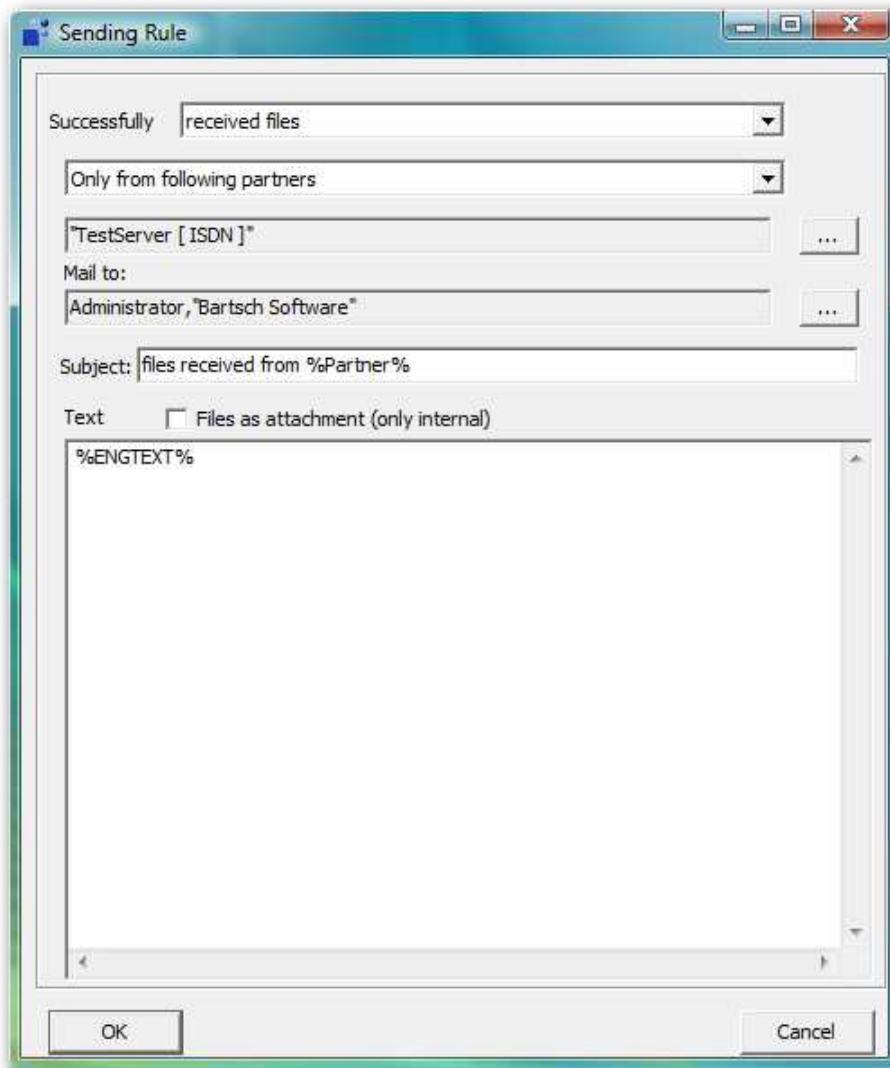 Sending Rule
Successfully received files
Only from following partners
"TestServer [ ISDN ]"
...
Mail to:
Administrator,"Bartsch Software"
...
Subject: files received from %Partner%
Text Files as attachment (only internal)
%ENGTEXT%
OK Cancel